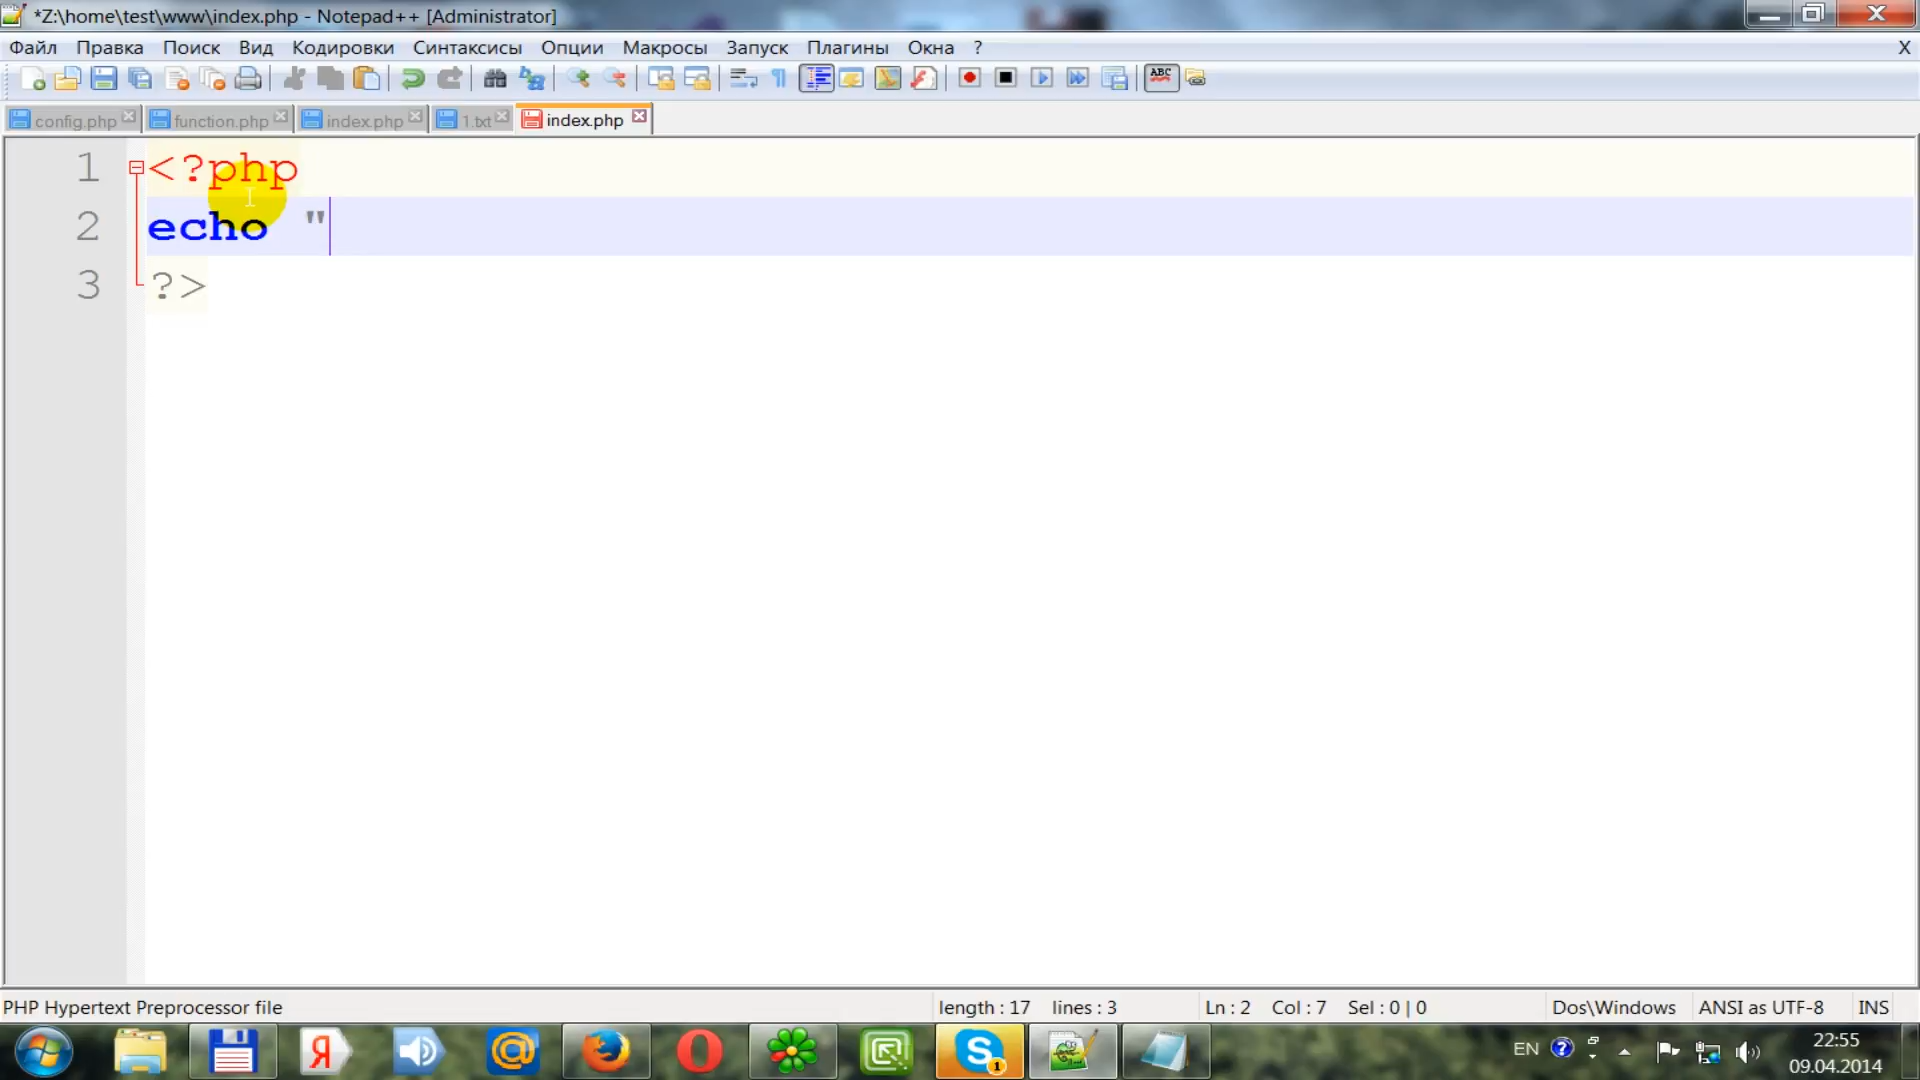 *Z:\home\test\www\index.php - Notepad++ [Administrator]
Файл Правка Поиск Вид Кодировки Синтаксисы Опции Макросы Запуск Плагины Окна ? X
ABC
config.php function.php index.php 1.txt index.php
1 <?php
2 echo "
3 ?>
PHP Hypertext Preprocessor file length : 17 lines : 3 Ln : 2 Col : 7 Sel : 0 | 0 Dos\Windows ANSI as UTF-8 INS
Я @ S 1 EN ? 22:55
09.04.2014